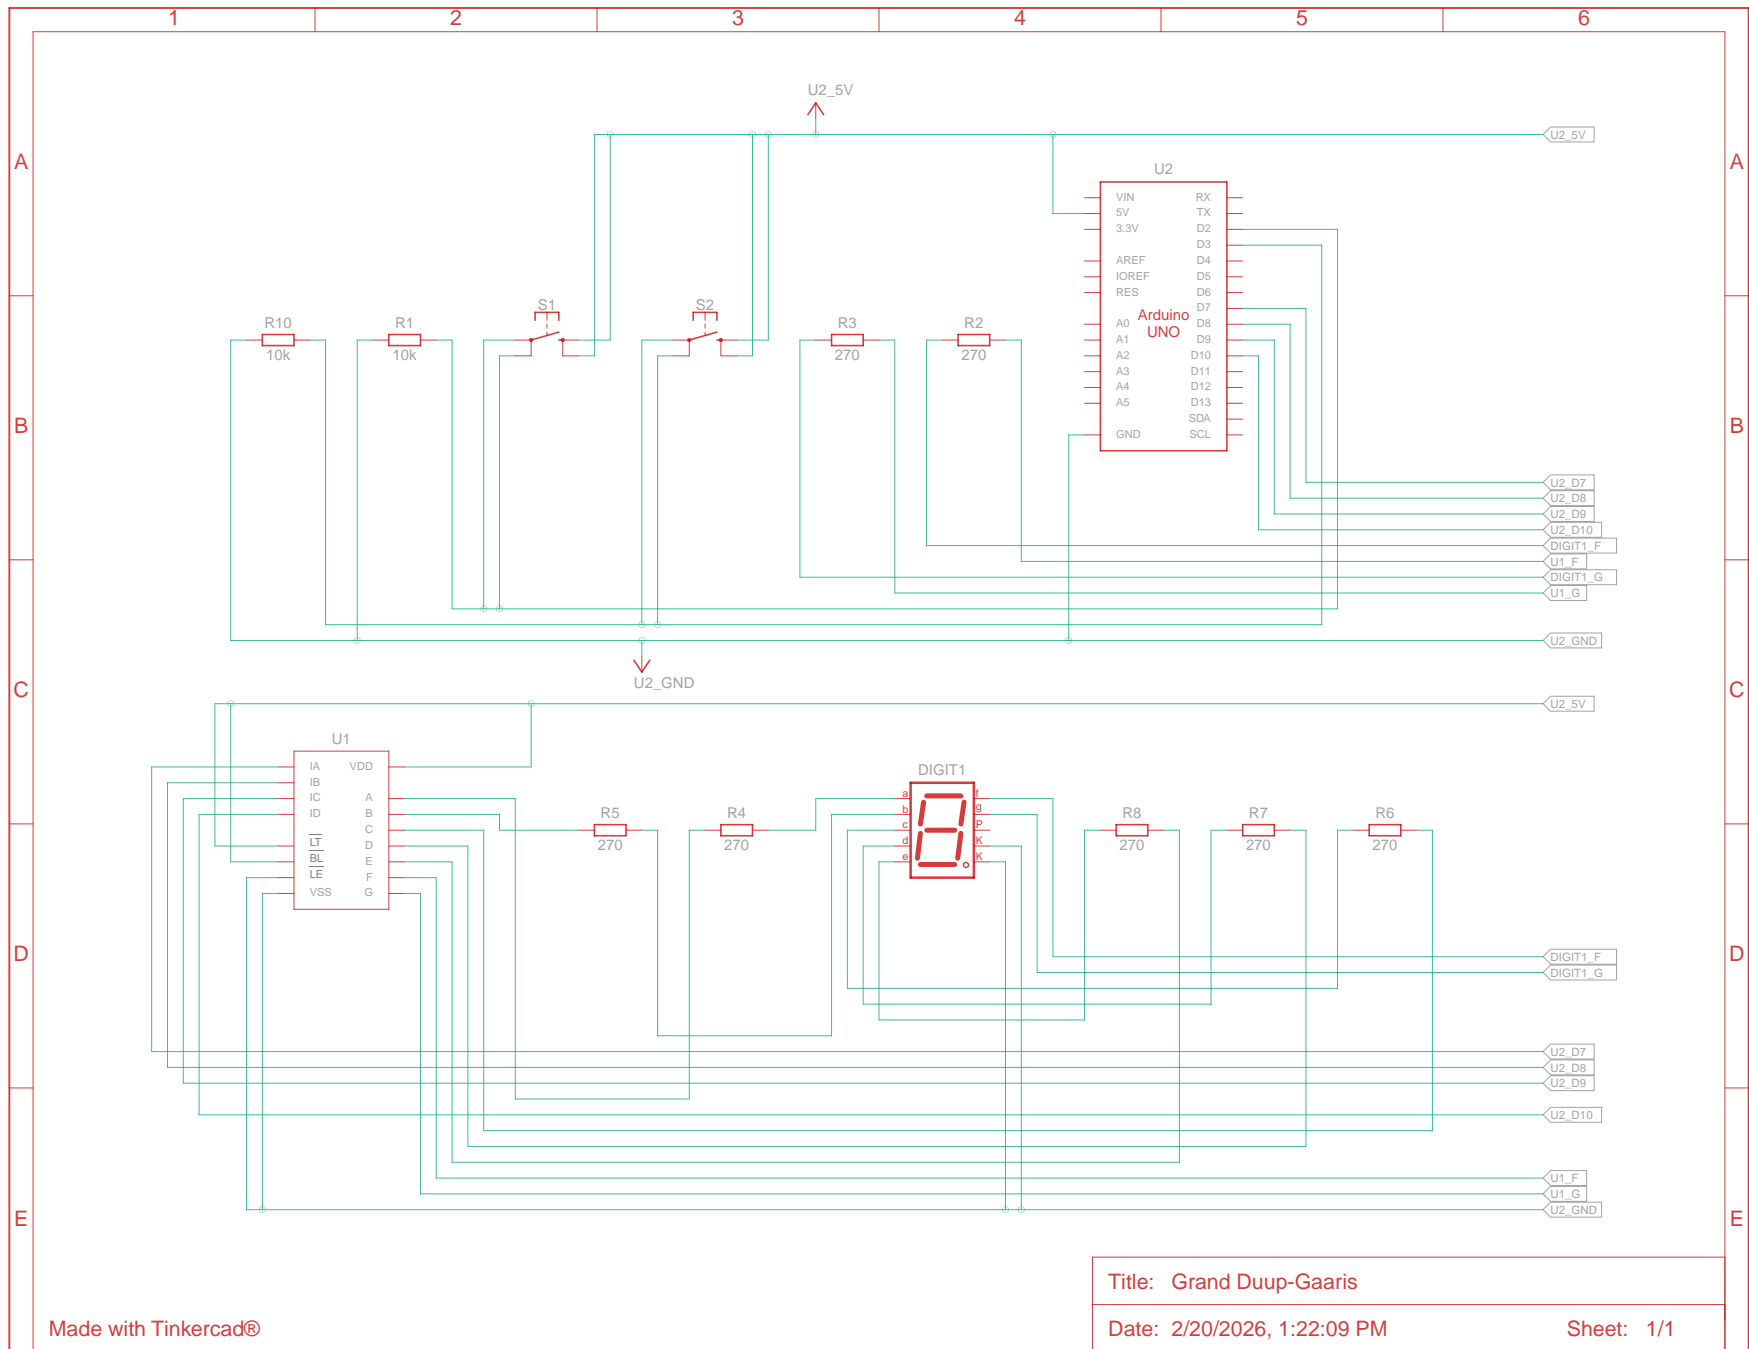 1 2 3 4 5 6
U2_5V
A U2_5V A
U2
VIN RX
5V TX
3.3V D2
D3
AREF D4
IOREF D5
RES D6
D7
A0 Arduino D8
A1 UNO D9
A2 D10
A3 D11
A4 D12
A5 D13
SDA
GND SCL
S1 S2
R10 R1 R3 R2
10k 10k 270 270
B B
U2_D7
U2_D8
U2_D9
U2_D10
DIGIT1_F
U1_F
DIGIT1_G
U1_G
U2_GND
U2_GND
C C
U2_5V
U1
IA VDD
IB
IC A
ID B
C
LT D
BL E
LE F
VSS G
DIGIT1
a f
b g
c P
d K
e K
R5 R4 R8 R7 R6
270 270 270 270 270
D D
DIGIT1_F
DIGIT1_G
U2_D7
U2_D8
U2_D9
U2_D10
U1_F
U1_G
U2_GND
E E
Title: Grand Duup-Gaaris
Made with Tinkercad® Date: 2/20/2026, 1:22:09 PM Sheet: 1/1